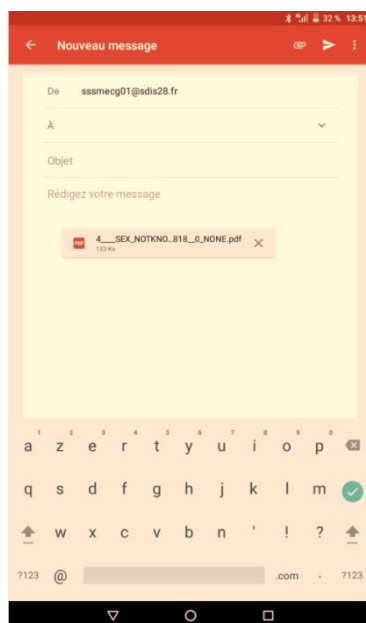 32 % 13:51
Nouveau message
De sssmecg01@sdis28.fr
À
Objet
Rédigez votre message
PDF 4___SEX_NOTKNO...818__0_NONE.pdf
153 Ko
1 2 3 4 5 6 7 8 9 0
a z e r t y u i o p
q s d f g h j k l m
w x c v b n ' ! ?
?123 @ .com . ?123